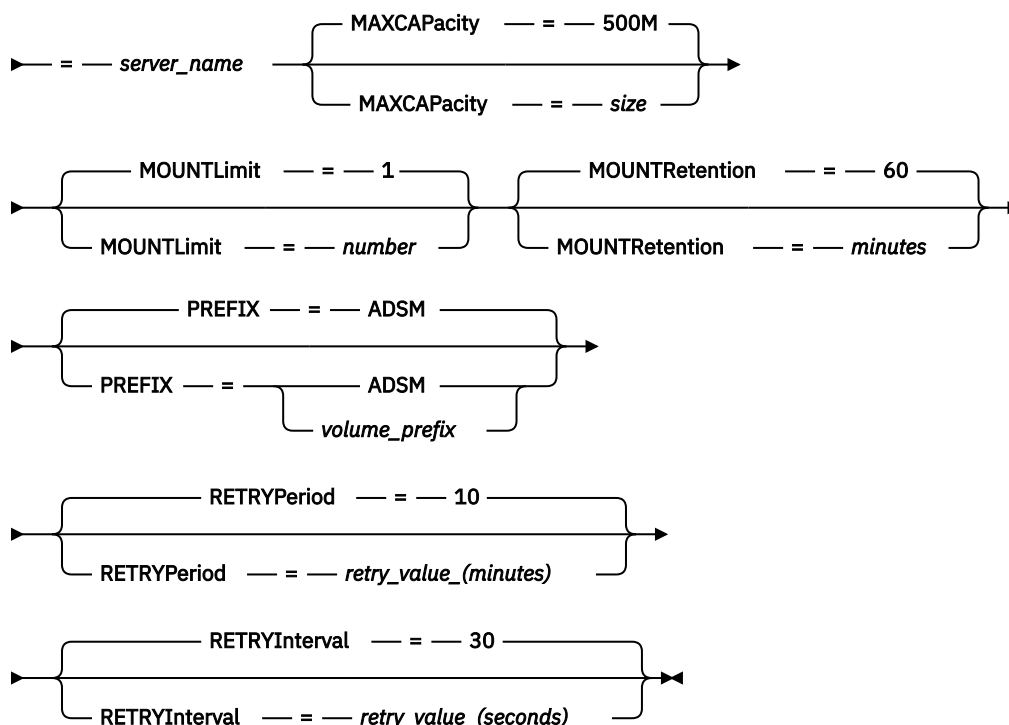 MAXCAPacity = 500M
= server_name
MAXCAPacity = size
MOUNTLimit = 1
MOUNTRetention = 60
MOUNTLimit = number
MOUNTRetention = minutes
PREFIX = ADSM
PREFIX = ADSM
volume_prefix
RETRYPeriod = 10
RETRYPeriod = retry_value_(minutes)
RETRYInterval = 30
RETRYInterval = retry_value_(seconds)